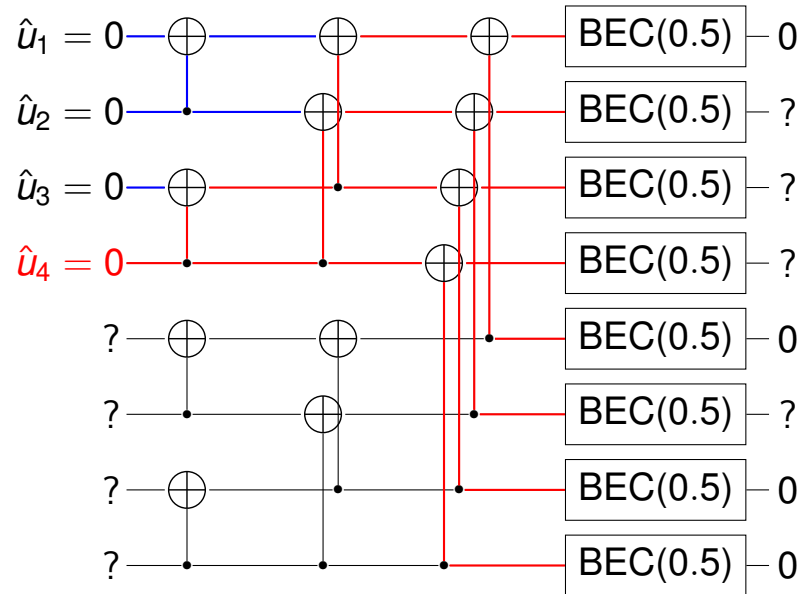 û₁ = 0 BEC(0.5) 0
û₂ = 0 BEC(0.5) ?
û₃ = 0 BEC(0.5) ?
û₄ = 0 BEC(0.5) ?
? BEC(0.5) 0
? BEC(0.5) ?
? BEC(0.5) 0
? BEC(0.5) 0